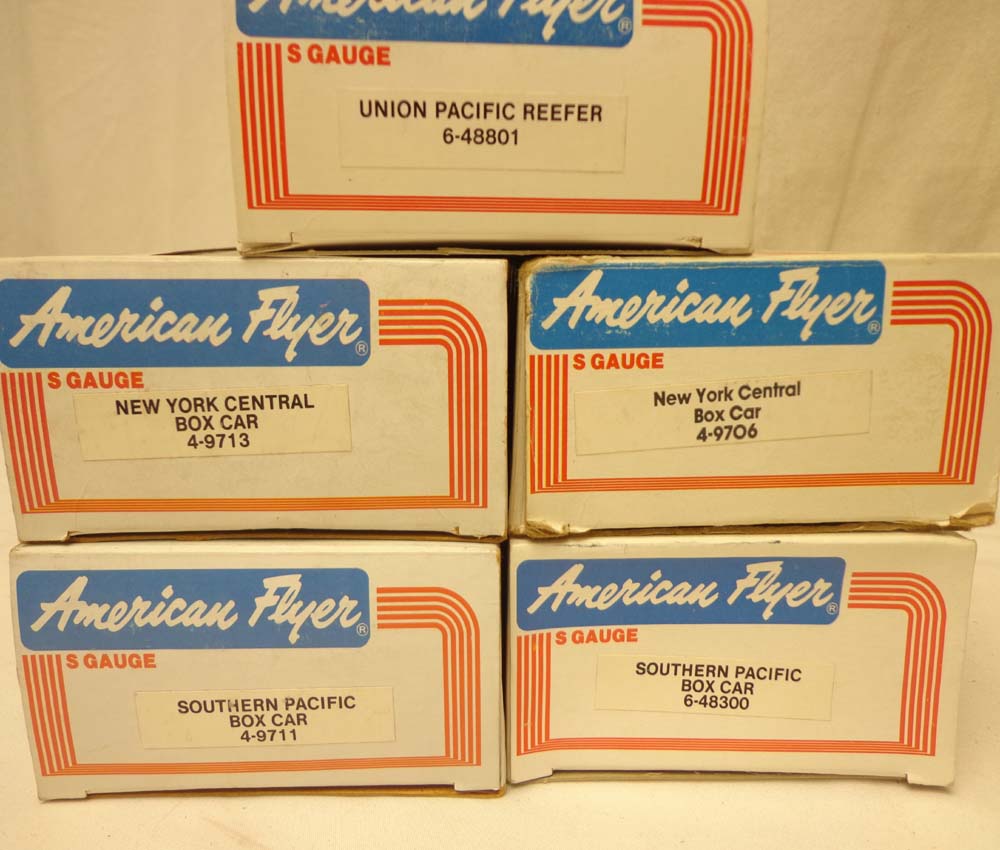 American Flyer®
S GAUGE
UNION PACIFIC REEFER
6-48801
American Flyer®
S GAUGE
NEW YORK CENTRAL
BOX CAR
4-9713
American Flyer®
S GAUGE
New York Central
Box Car
4-9706
American Flyer®
S GAUGE
SOUTHERN PACIFIC
BOX CAR
4-9711
American Flyer®
S GAUGE
SOUTHERN PACIFIC
BOX CAR
6-48300